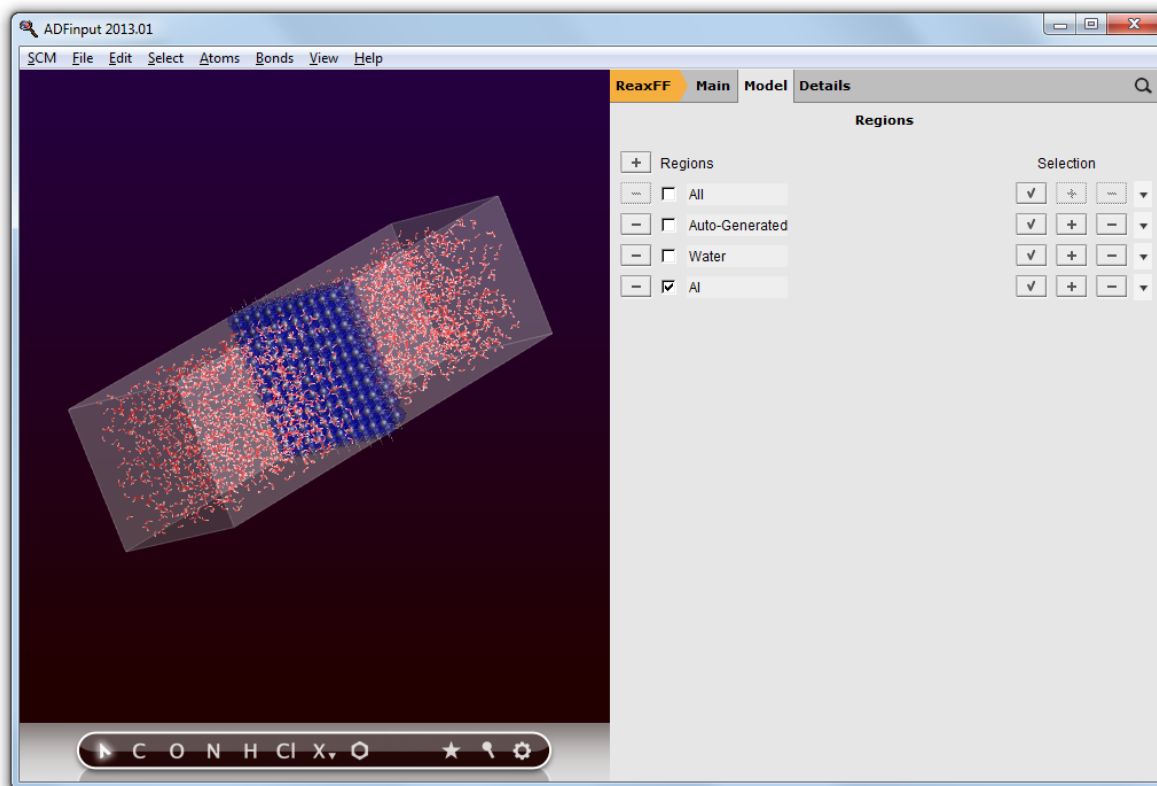 ADFinput 2013.01
SCM File Edit Select Atoms Bonds View Help
ReaxFF Main Model Details
Regions
+ Regions Selection
All
Auto-Generated
Water
Al
C O N H Cl X